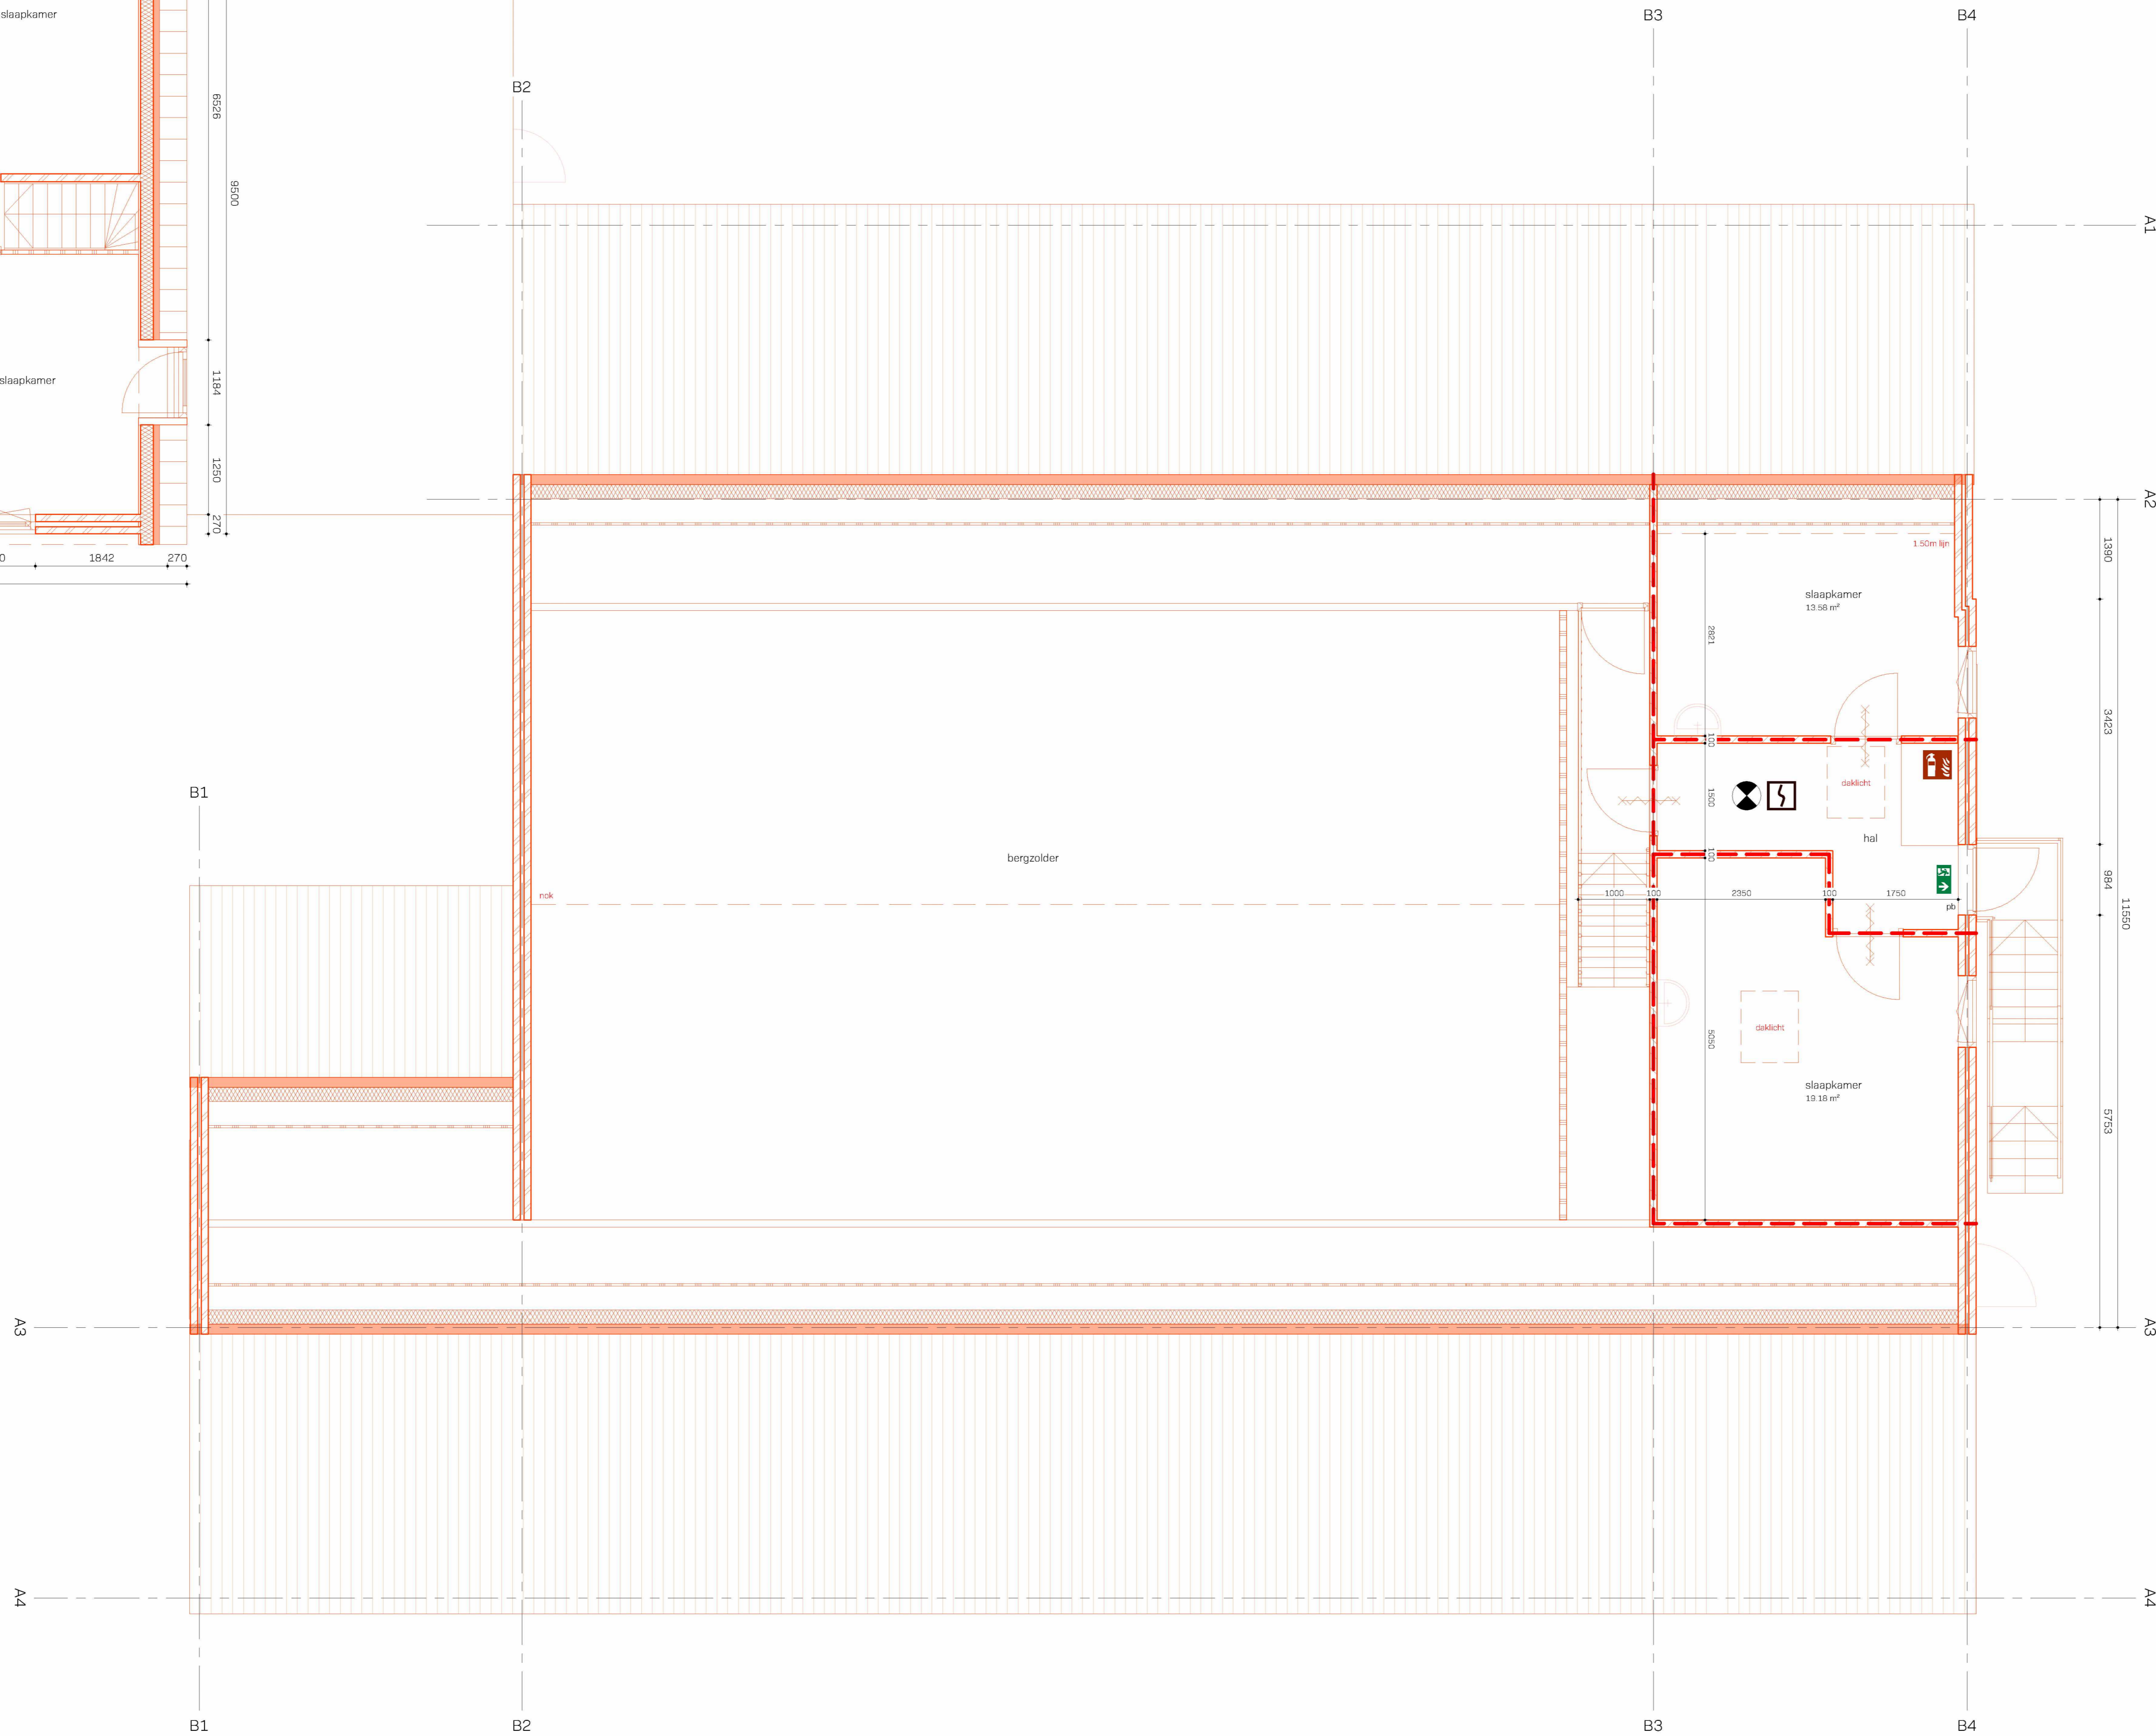 slaapkamer
B3
B4
B2
6526
9500
A1
slaapkamer
1184
1250
270
A2
0
1842
270
1.50m lijn
1390
slaapkamer
13.58 m²
2821
3423
100
daklicht
1500
B1
hal
bergzolder
100
984
nok
1000
100
2350
100
1750
pb
11550
daklicht
5050
slaapkamer
19.18 m²
5753
A3
A3
A4
A4
B1
B2
B3
B4